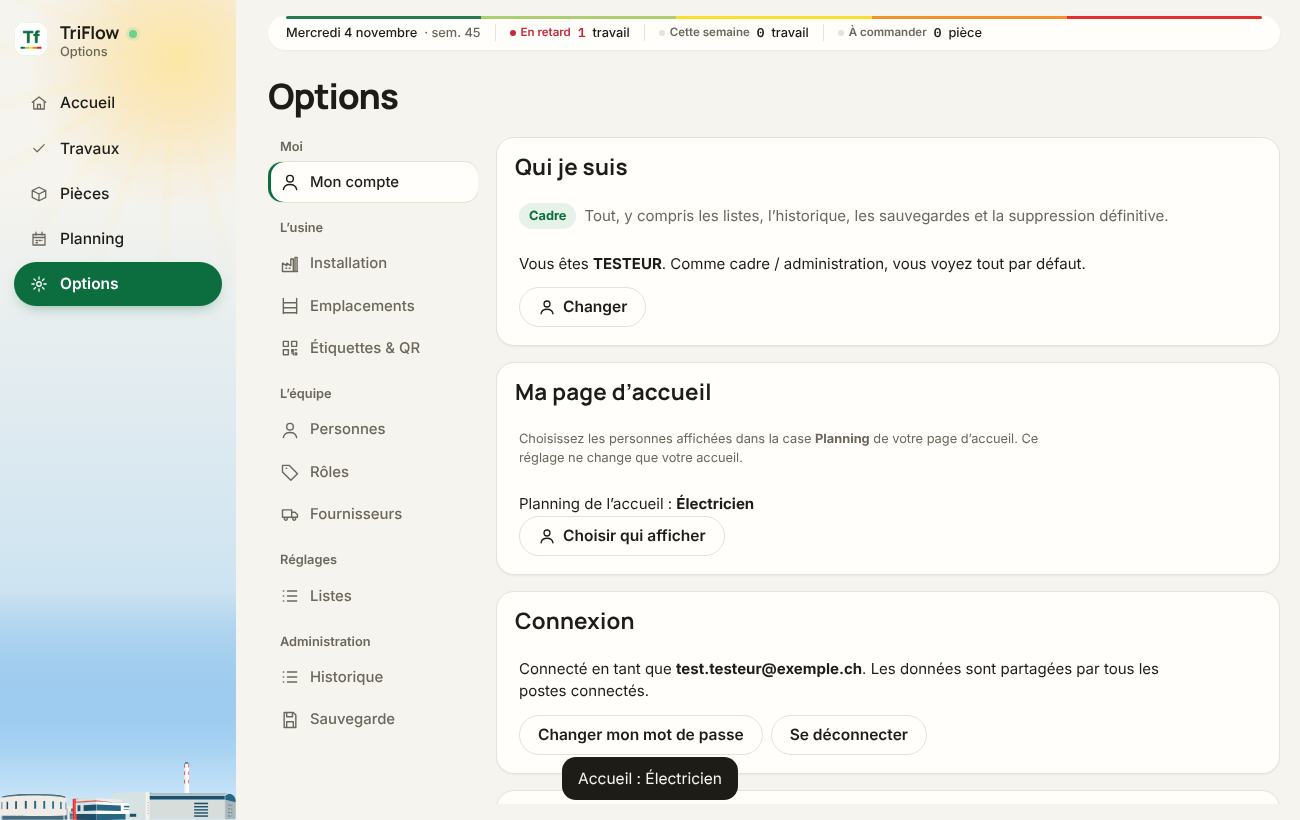 Tf
TriFlow
Options
Accueil
Travaux
Pièces
Planning
Options
Mercredi 4 novembre · sem. 45 En retard 1 travail Cette semaine 0 travail À commander 0 pièce
Options
Moi
Mon compte
L’usine
Installation
Emplacements
Étiquettes & QR
L’équipe
Personnes
Rôles
Fournisseurs
Réglages
Listes
Administration
Historique
Sauvegarde
Qui je suis
Cadre Tout, y compris les listes, l’historique, les sauvegardes et la suppression définitive.
Vous êtes TESTEUR. Comme cadre / administration, vous voyez tout par défaut.
Changer
Ma page d’accueil
Choisissez les personnes affichées dans la case Planning de votre page d’accueil. Ce
réglage ne change que votre accueil.
Planning de l’accueil : Électricien
Choisir qui afficher
Connexion
Connecté en tant que test.testeur@exemple.ch. Les données sont partagées par tous les
postes connectés.
Changer mon mot de passe Se déconnecter
Accueil : Électricien